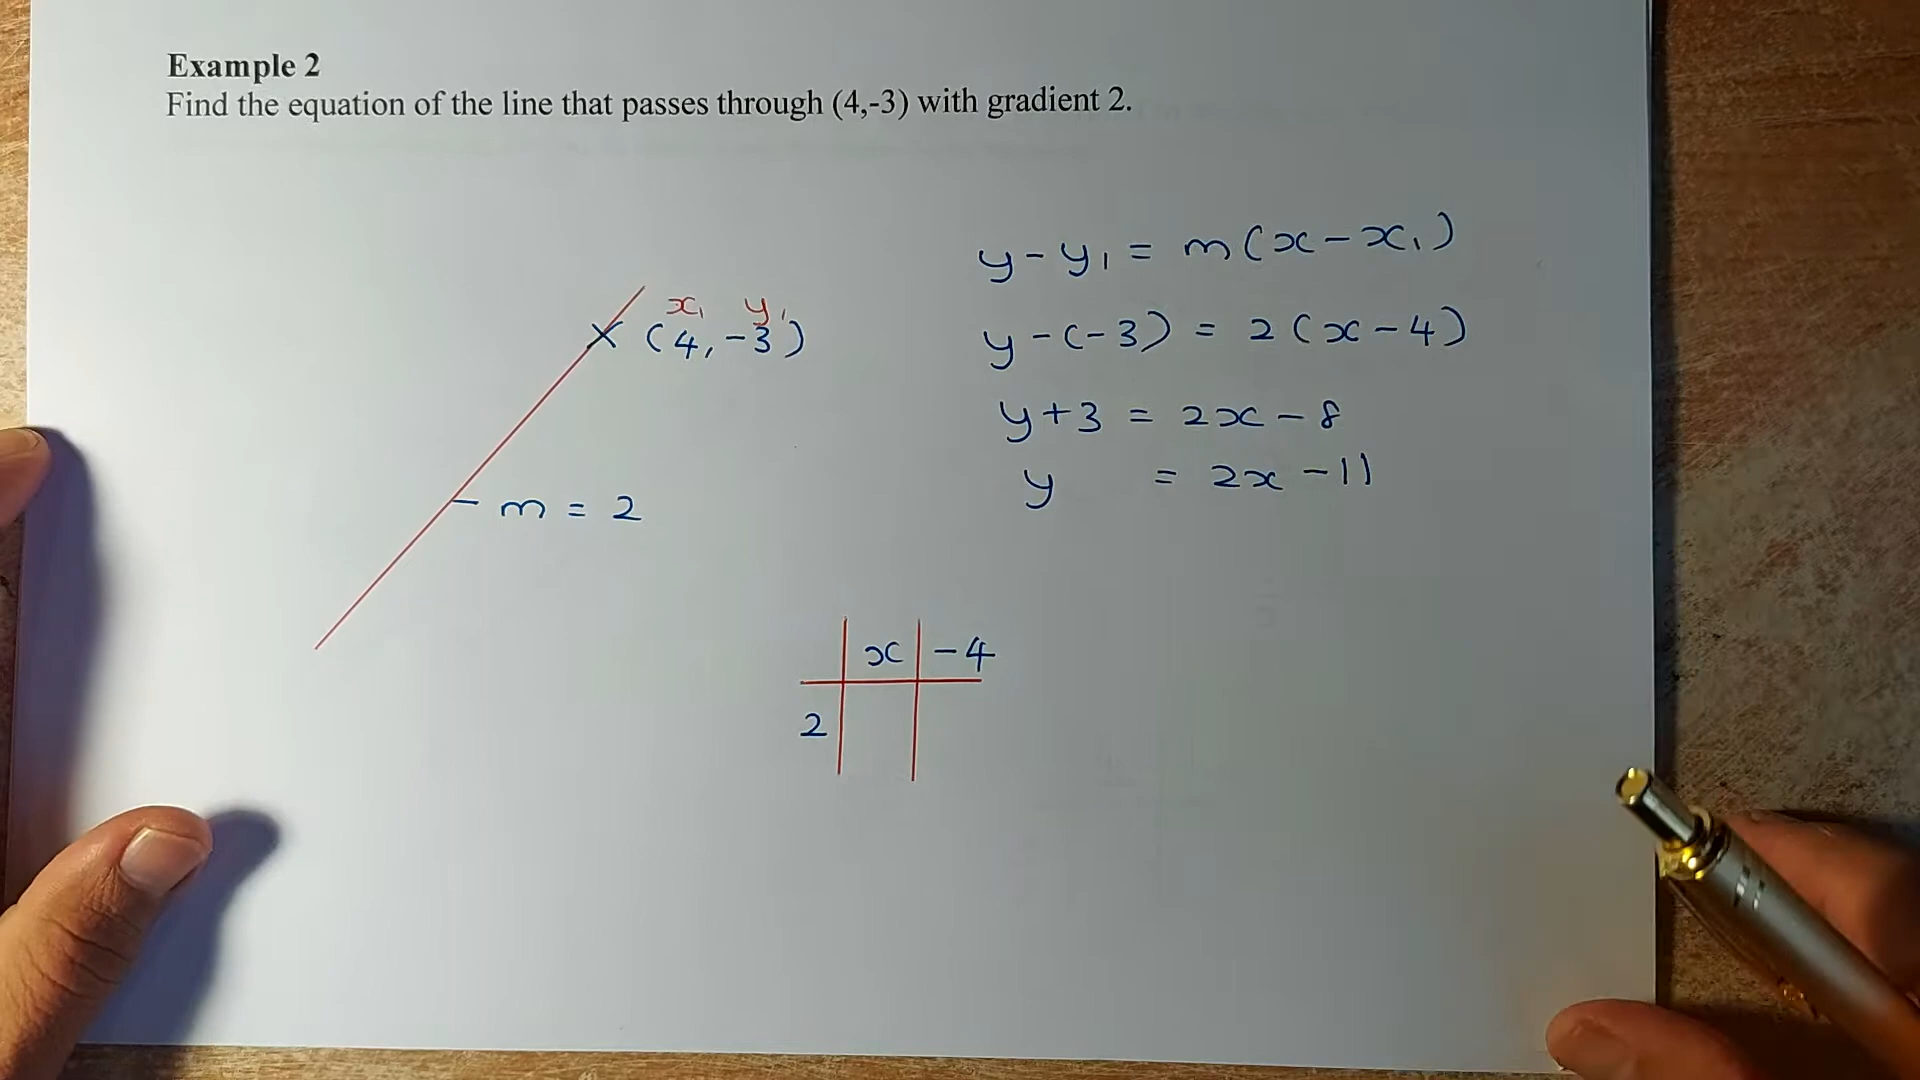 Example 2
Find the equation of the line that passes through (4,-3) with gradient 2.
x₁ y₁
(4, -3)
m = 2
y - y₁ = m(x - x₁)
y - (-3) = 2(x - 4)
y + 3 = 2x - 8
y = 2x - 11
x -4
2